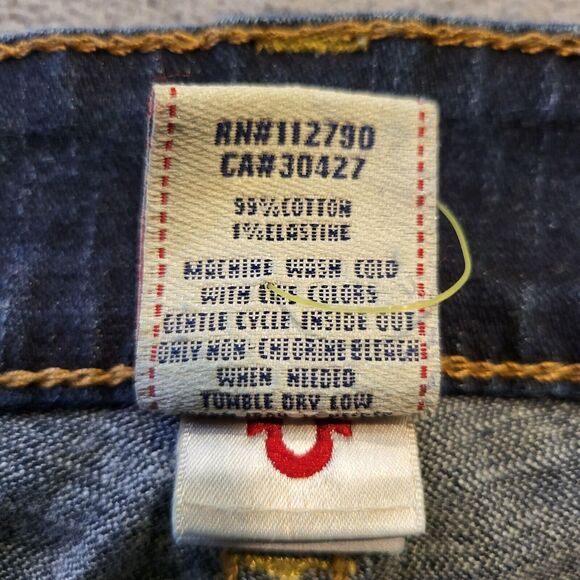 RN#112790
CA#30427
99%COTTON
1%ELASTINE
MACHINE WASH COLD
WITH LIKE COLORS
GENTLE CYCLE INSIDE OUT
ONLY NON-CHLORINE BLEACH
WHEN NEEDED
TUMBLE DRY LOW